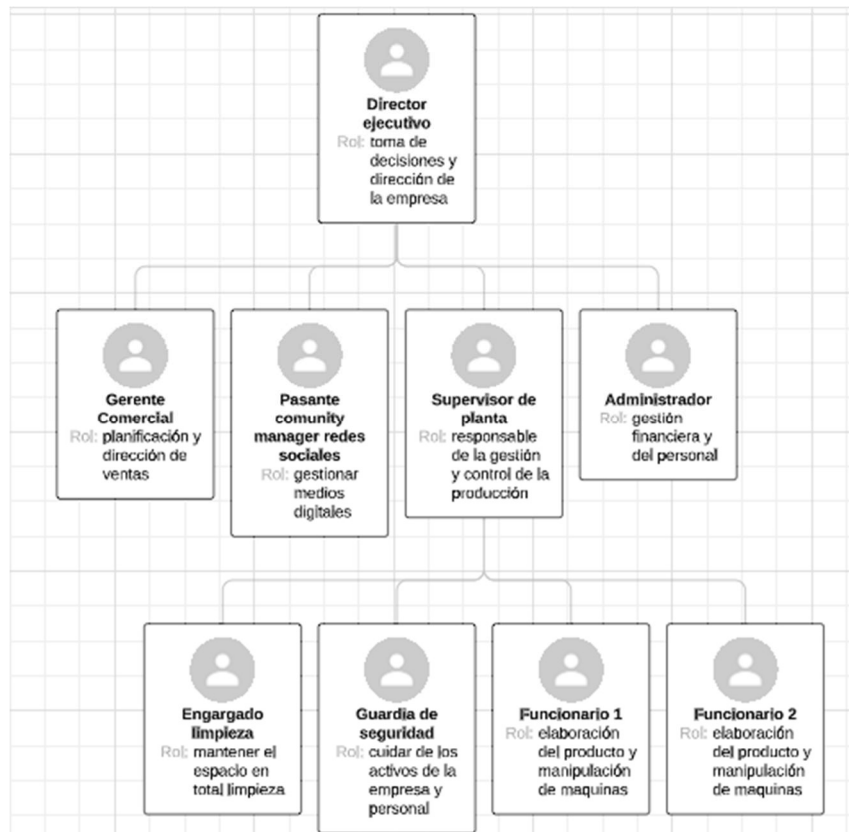 Director
ejecutivo
Rol: toma de
decisiones y
dirección de
la empresa
Gerente
Comercial
Rol: planificación y
dirección de
ventas
Pasante
comunity
manager redes
sociales
Rol: gestionar
medios
digitales
Supervisor de
planta
Rol: responsable
de la gestión
y control de la
producción
Administrador
Rol: gestión
financiera y
del personal
Engargado
limpieza
Rol: mantener el
espacio en
total limpieza
Guardia de
seguridad
Rol: cuidar de los
activos de la
empresa y
personal
Funcionario 1
Rol: elaboración
del producto y
manipulación
de maquinas
Funcionario 2
Rol: elaboración
del producto y
manipulación
de maquinas